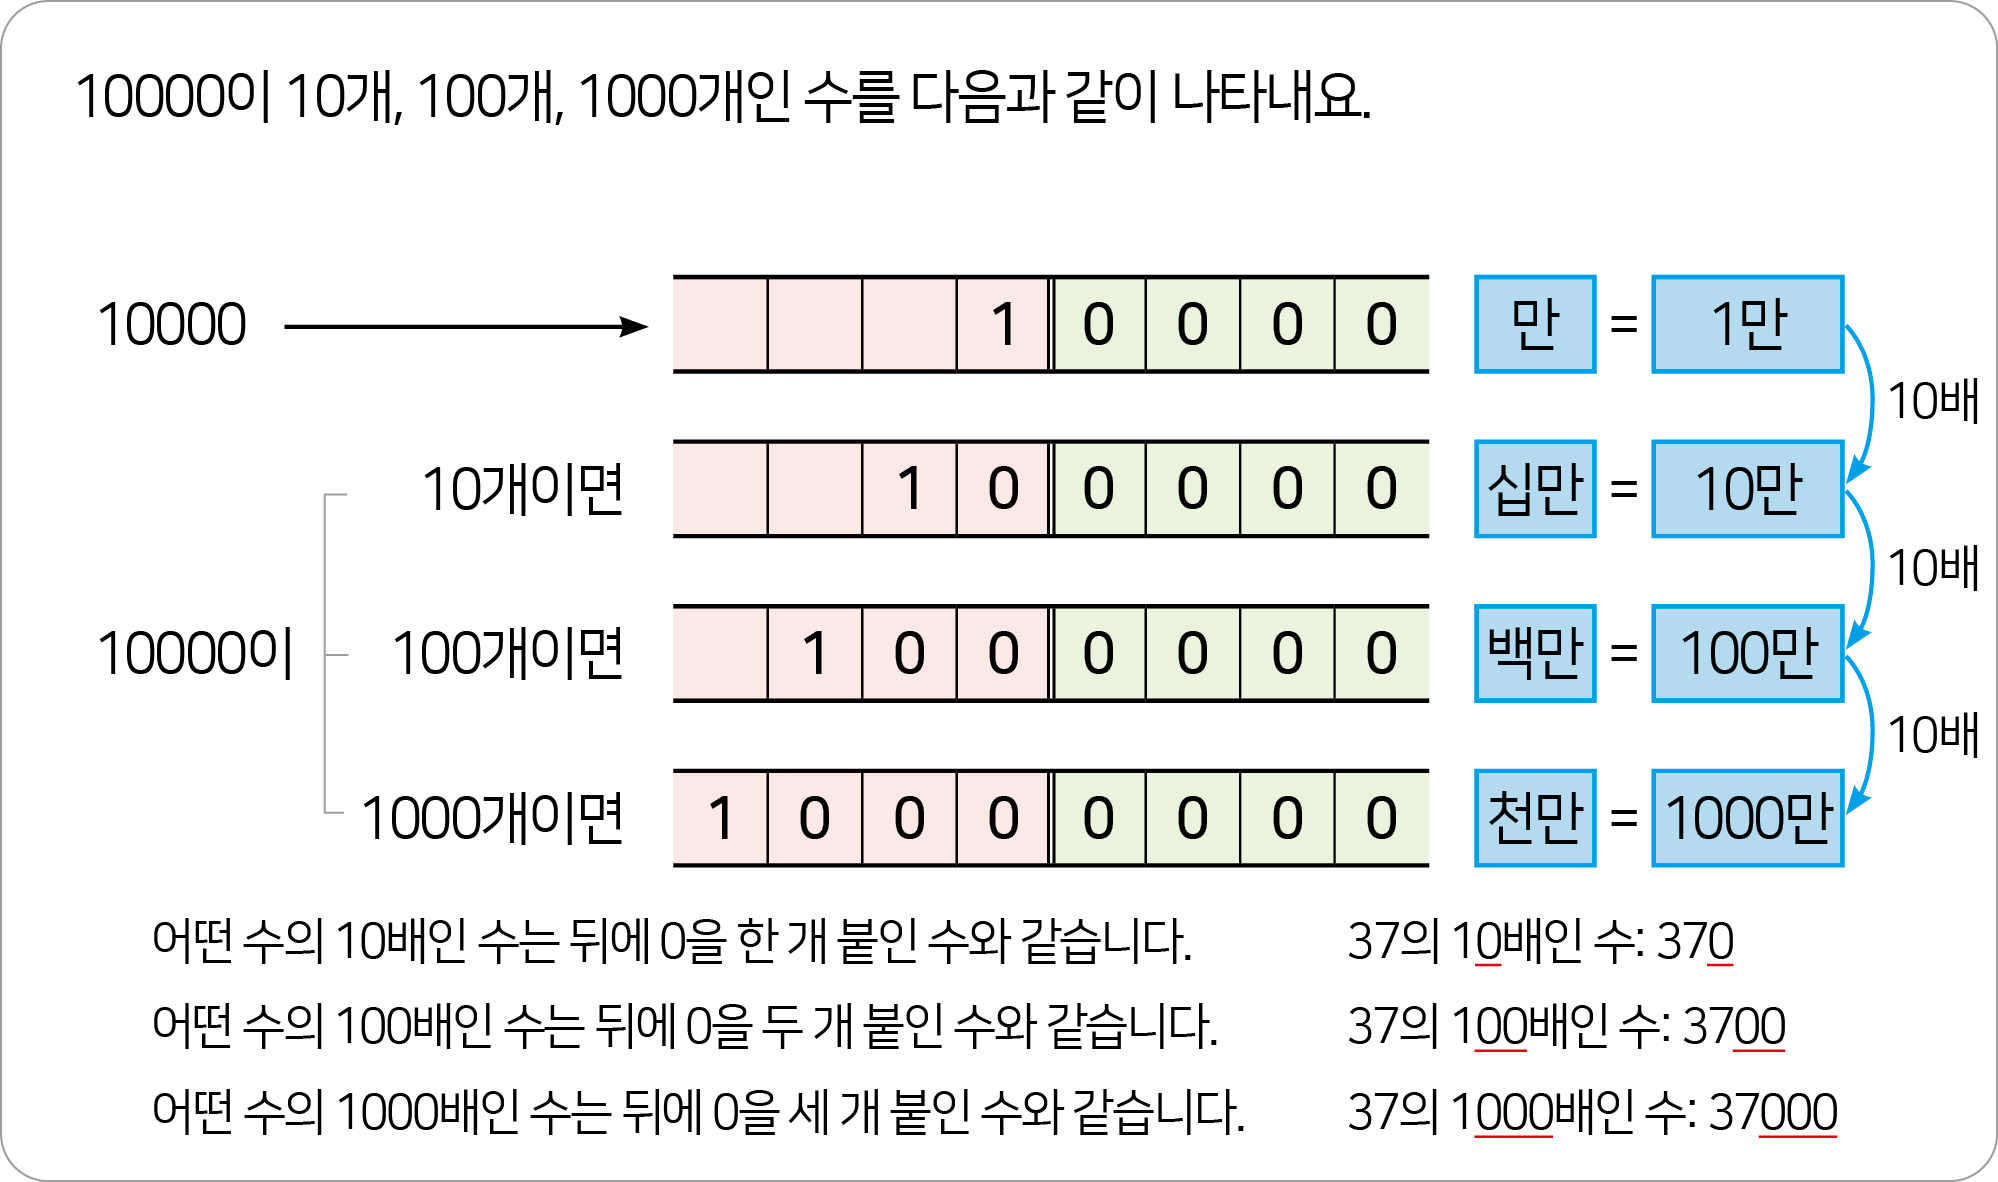 10000이 10개, 100개, 1000개인 수를 다음과 같이 나타내요.
10000 1 0 0 0 0 만 = 1만
10배
10개이면 1 0 0 0 0 0 십만 = 10만
10배
10000이 100개이면 1 0 0 0 0 0 0 백만 = 100만
10배
1000개이면 1 0 0 0 0 0 0 0 천만 = 1000만
어떤 수의 10배인 수는 뒤에 0을 한 개 붙인 수와 같습니다. 37의 10배인 수: 370
어떤 수의 100배인 수는 뒤에 0을 두 개 붙인 수와 같습니다. 37의 100배인 수: 3700
어떤 수의 1000배인 수는 뒤에 0을 세 개 붙인 수와 같습니다. 37의 1000배인 수: 37000